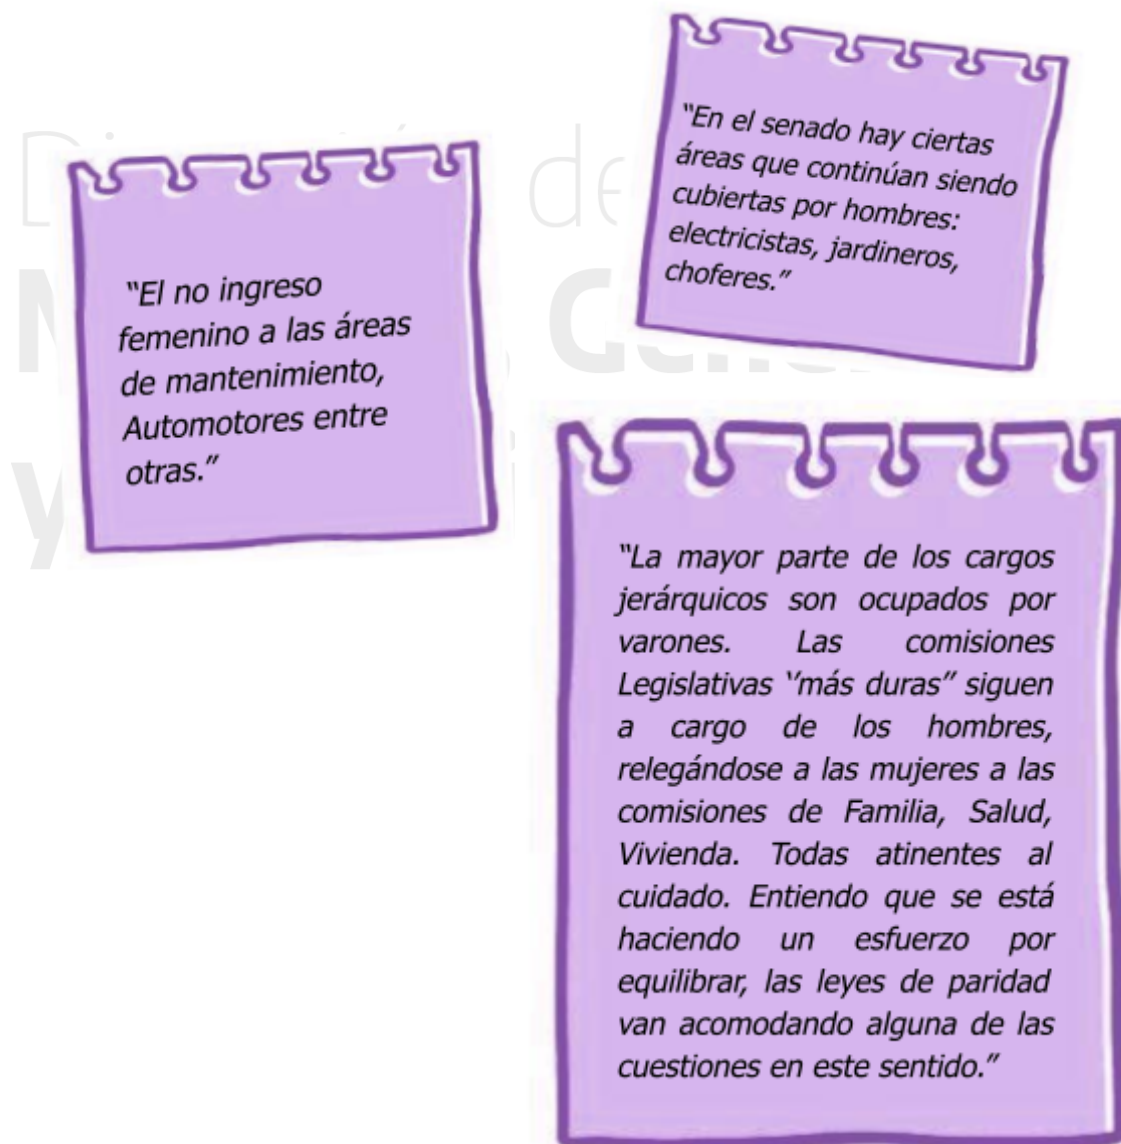 "El no ingreso
femenino a las áreas
de mantenimiento,
Automotores entre
otras."
"En el senado hay ciertas
áreas que continúan siendo
cubiertas por hombres:
electricistas, jardineros,
choferes."
"La mayor parte de los cargos
jerárquicos son ocupados por
varones. Las comisiones
Legislativas "más duras" siguen
a cargo de los hombres,
relegándose a las mujeres a las
comisiones de Familia, Salud,
Vivienda. Todas atinentes al
cuidado. Entiendo que se está
haciendo un esfuerzo por
equilibrar, las leyes de paridad
van acomodando alguna de las
cuestiones en este sentido."